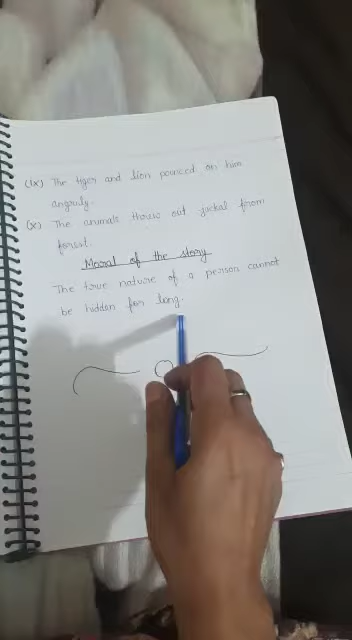 (ix) The tiger and lion pounced on him
angrily.
(x) The animals throw out jackal from
forest.
Moral of the story
The true nature of a person cannot
be hidden for long.